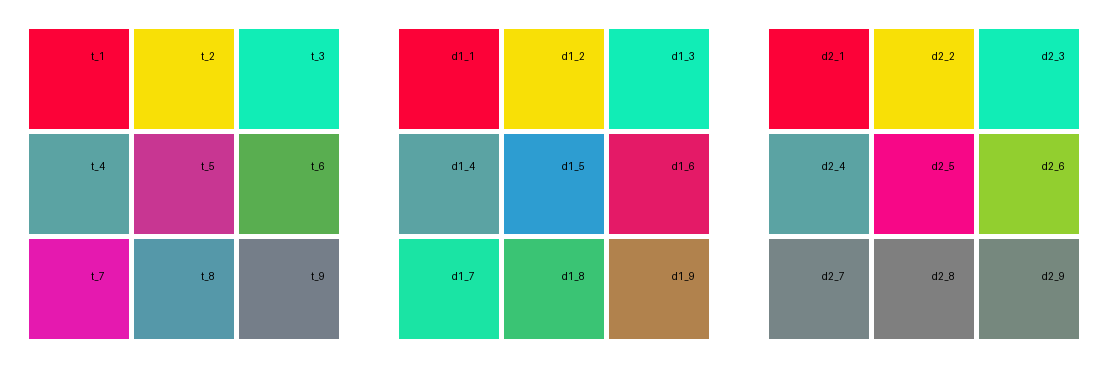 t_1 t_2 t_3 d1_1 d1_2 d1_3 d2_1 d2_2 d2_3
t_4 t_5 t_6 d1_4 d1_5 d1_6 d2_4 d2_5 d2_6
t_7 t_8 t_9 d1_7 d1_8 d1_9 d2_7 d2_8 d2_9